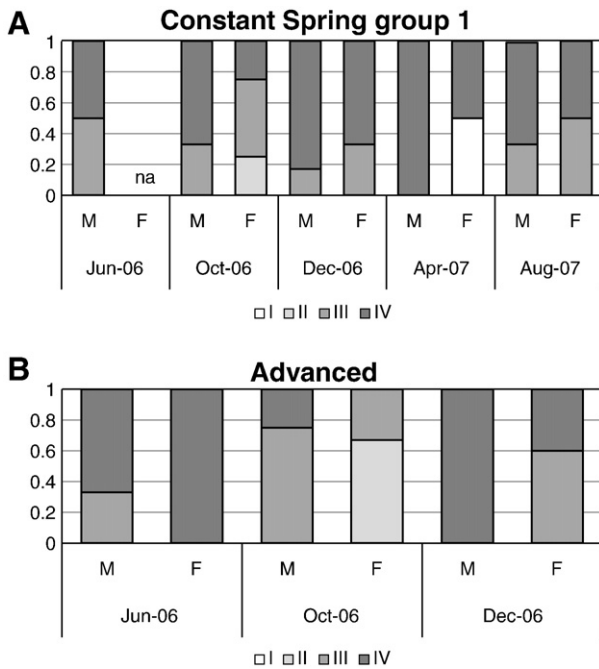 A
Constant Spring group 1
1
0.8
0.6
0.4
0.2
0
na
M F M F M F M F M F
Jun-06 Oct-06 Dec-06 Apr-07 Aug-07
I II III IV
B
Advanced
1
0.8
0.6
0.4
0.2
0
M F M F M F
Jun-06 Oct-06 Dec-06
I II III IV